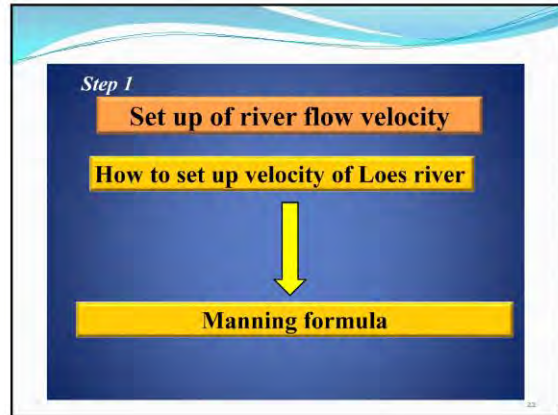 Step 1
Set up of river flow velocity
How to set up velocity of Loes river
Manning formula